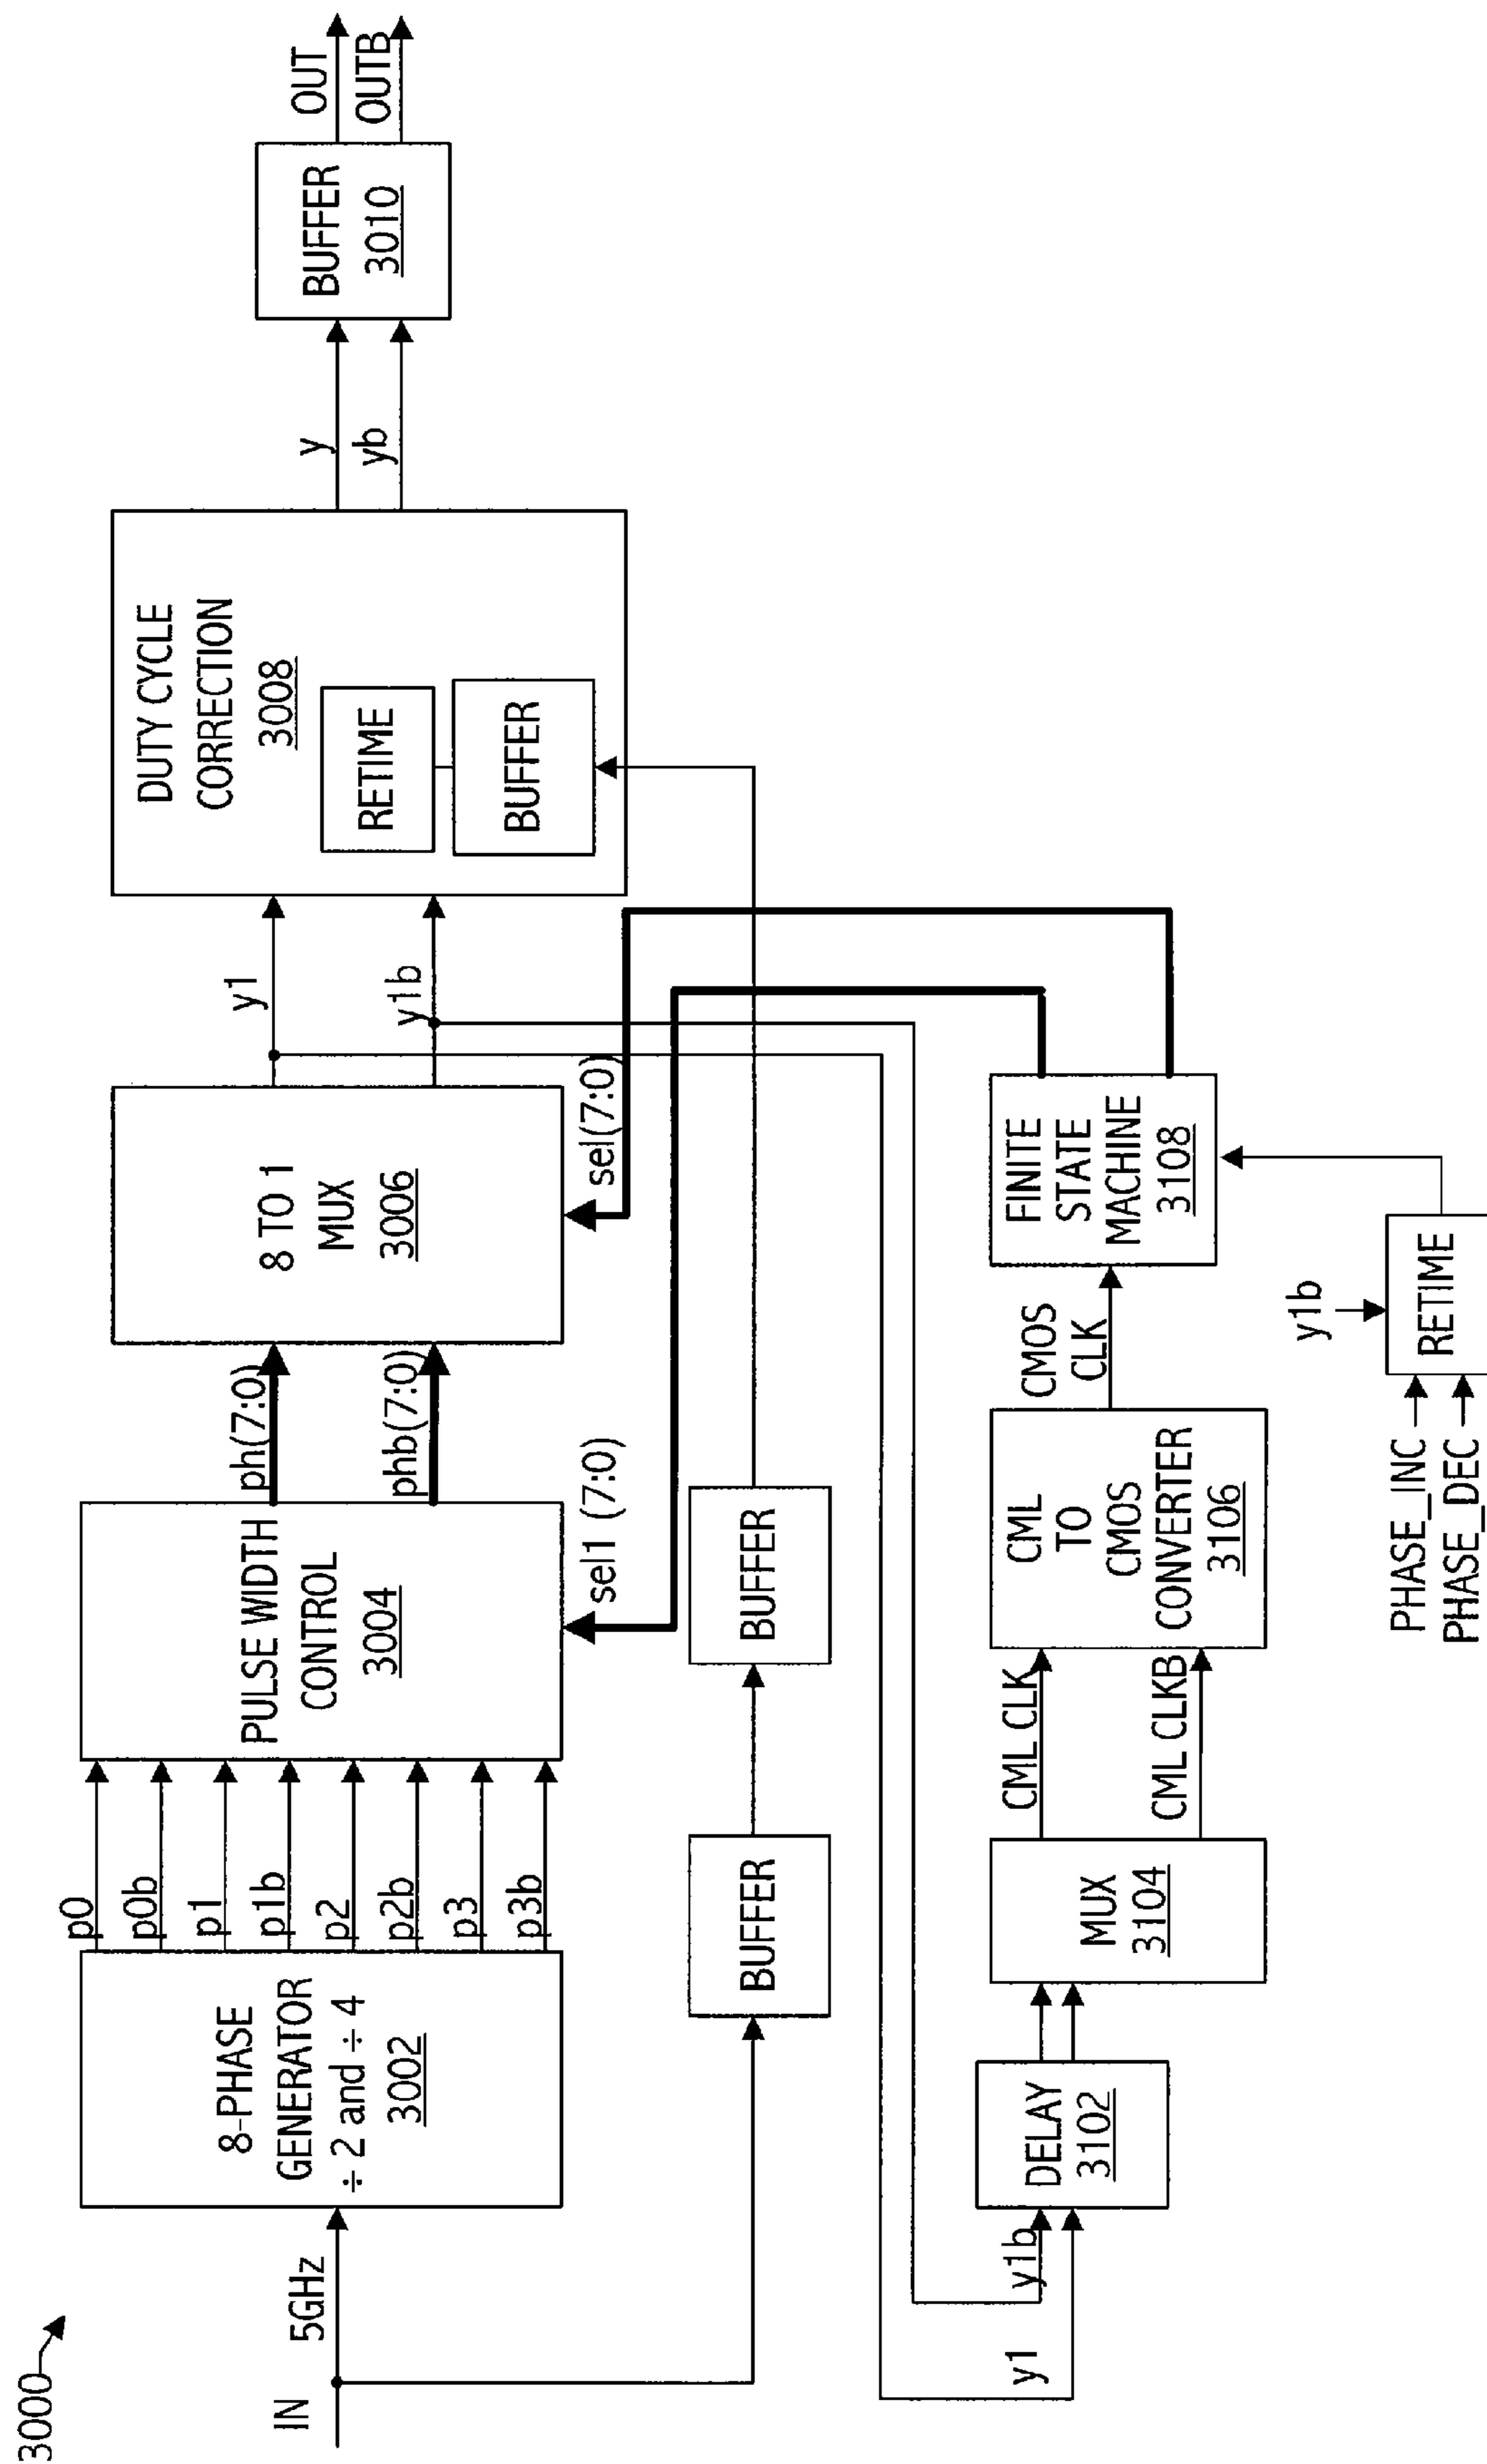 3000
IN
5GHz
8-PHASE
GENERATOR
÷ 2 and ÷ 4
3002
p0
p0b
p1
p1b
p2
p2b
p3
p3b
PULSE WIDTH
CONTROL
3004
ph(7:0)
phb(7:0)
sel1 (7:0)
8 TO 1
MUX
3006
sel(7:0)
y1
y1b
DUTY CYCLE
CORRECTION
3008
RETIME
BUFFER
y
yb
BUFFER
3010
OUT
OUTB
BUFFER
BUFFER
y1b
y1
DELAY
3102
MUX
3104
CML CLK
CML CLKB
CML
TO
CMOS
CONVERTER
3106
CMOS
CLK
FINITE
STATE
MACHINE
3108
y1b
PHASE_INC
PHASE_DEC
RETIME